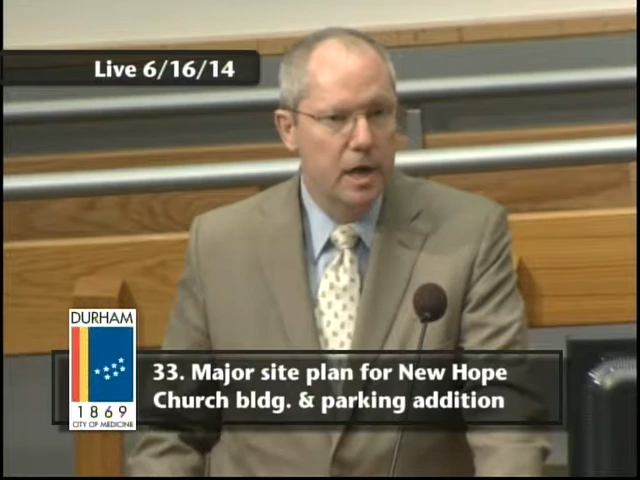 Live 6/16/14
DURHAM
1869
CITY OF MEDICINE
33. Major site plan for New Hope
Church bldg. & parking addition